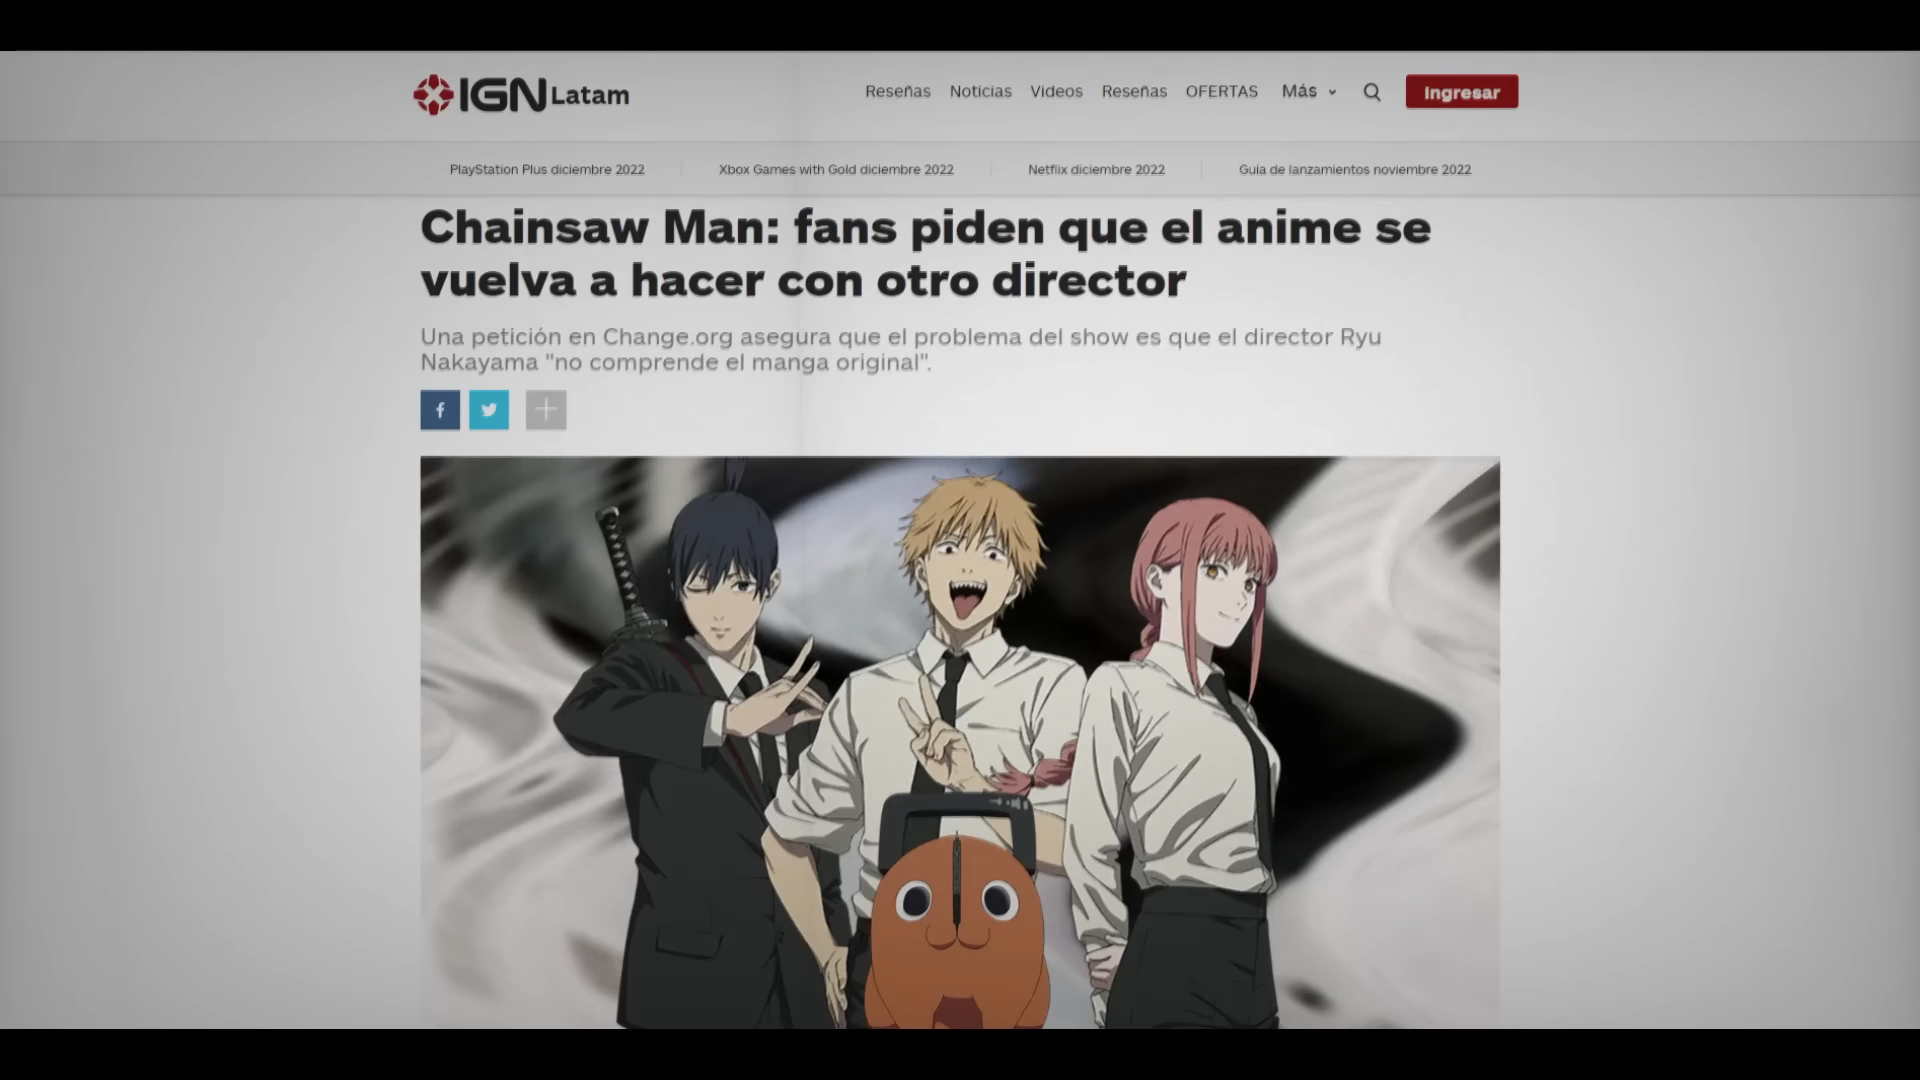 IGN Latam
Reseñas Noticias Videos Reseñas OFERTAS Más Ingresar
PlayStation Plus diciembre 2022 Xbox Games with Gold diciembre 2022 Netflix diciembre 2022 Guía de lanzamientos noviembre 2022
Chainsaw Man: fans piden que el anime se
vuelva a hacer con otro director
Una petición en Change.org asegura que el problema del show es que el director Ryu
Nakayama "no comprende el manga original".